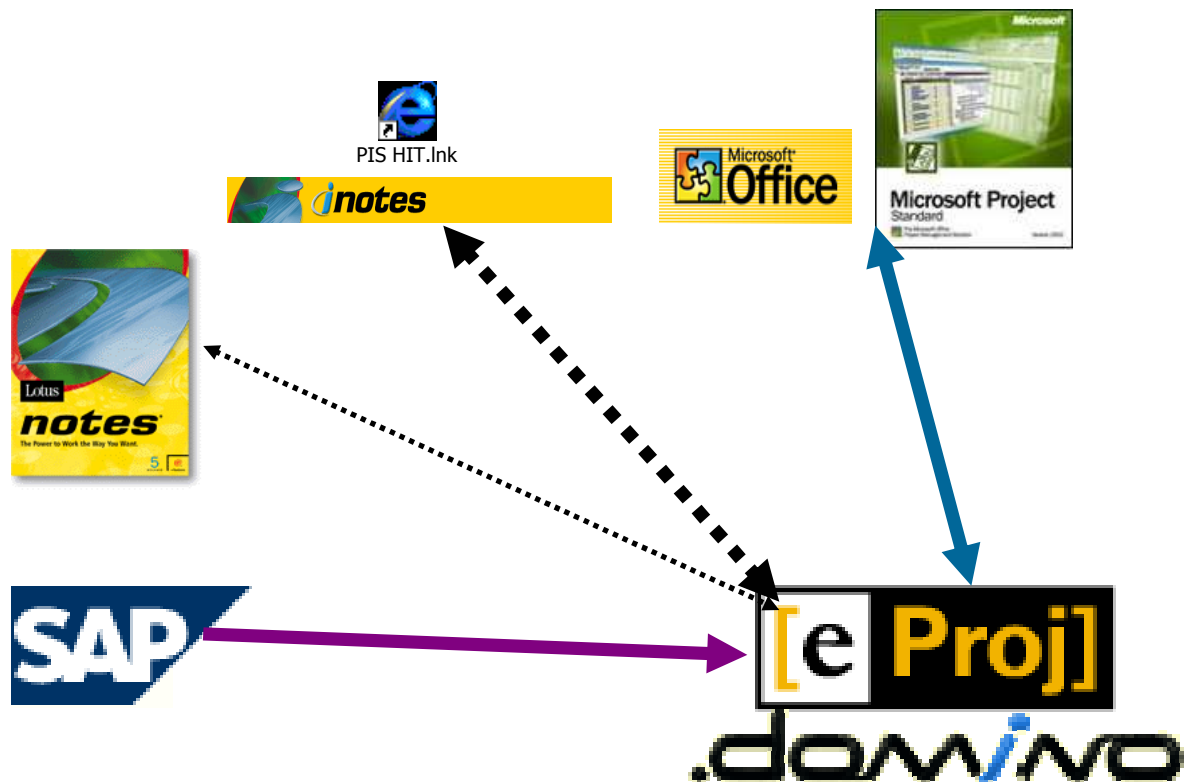 Microsoft
PIS HIT.lnk
Microsoft
Office
inotes
Microsoft Project
Standard
Lotus
notes
The Power to Work the Way You Want.
5
SAP
[e Proj]
.domino